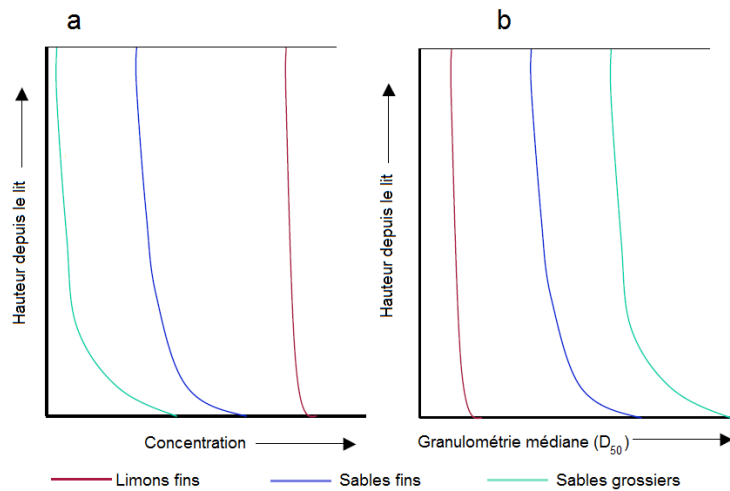 a
b
Hauteur depuis le lit
Hauteur depuis le lit
Concentration
Granulométrie médiane (D50)
Limons fins
Sables fins
Sables grossiers